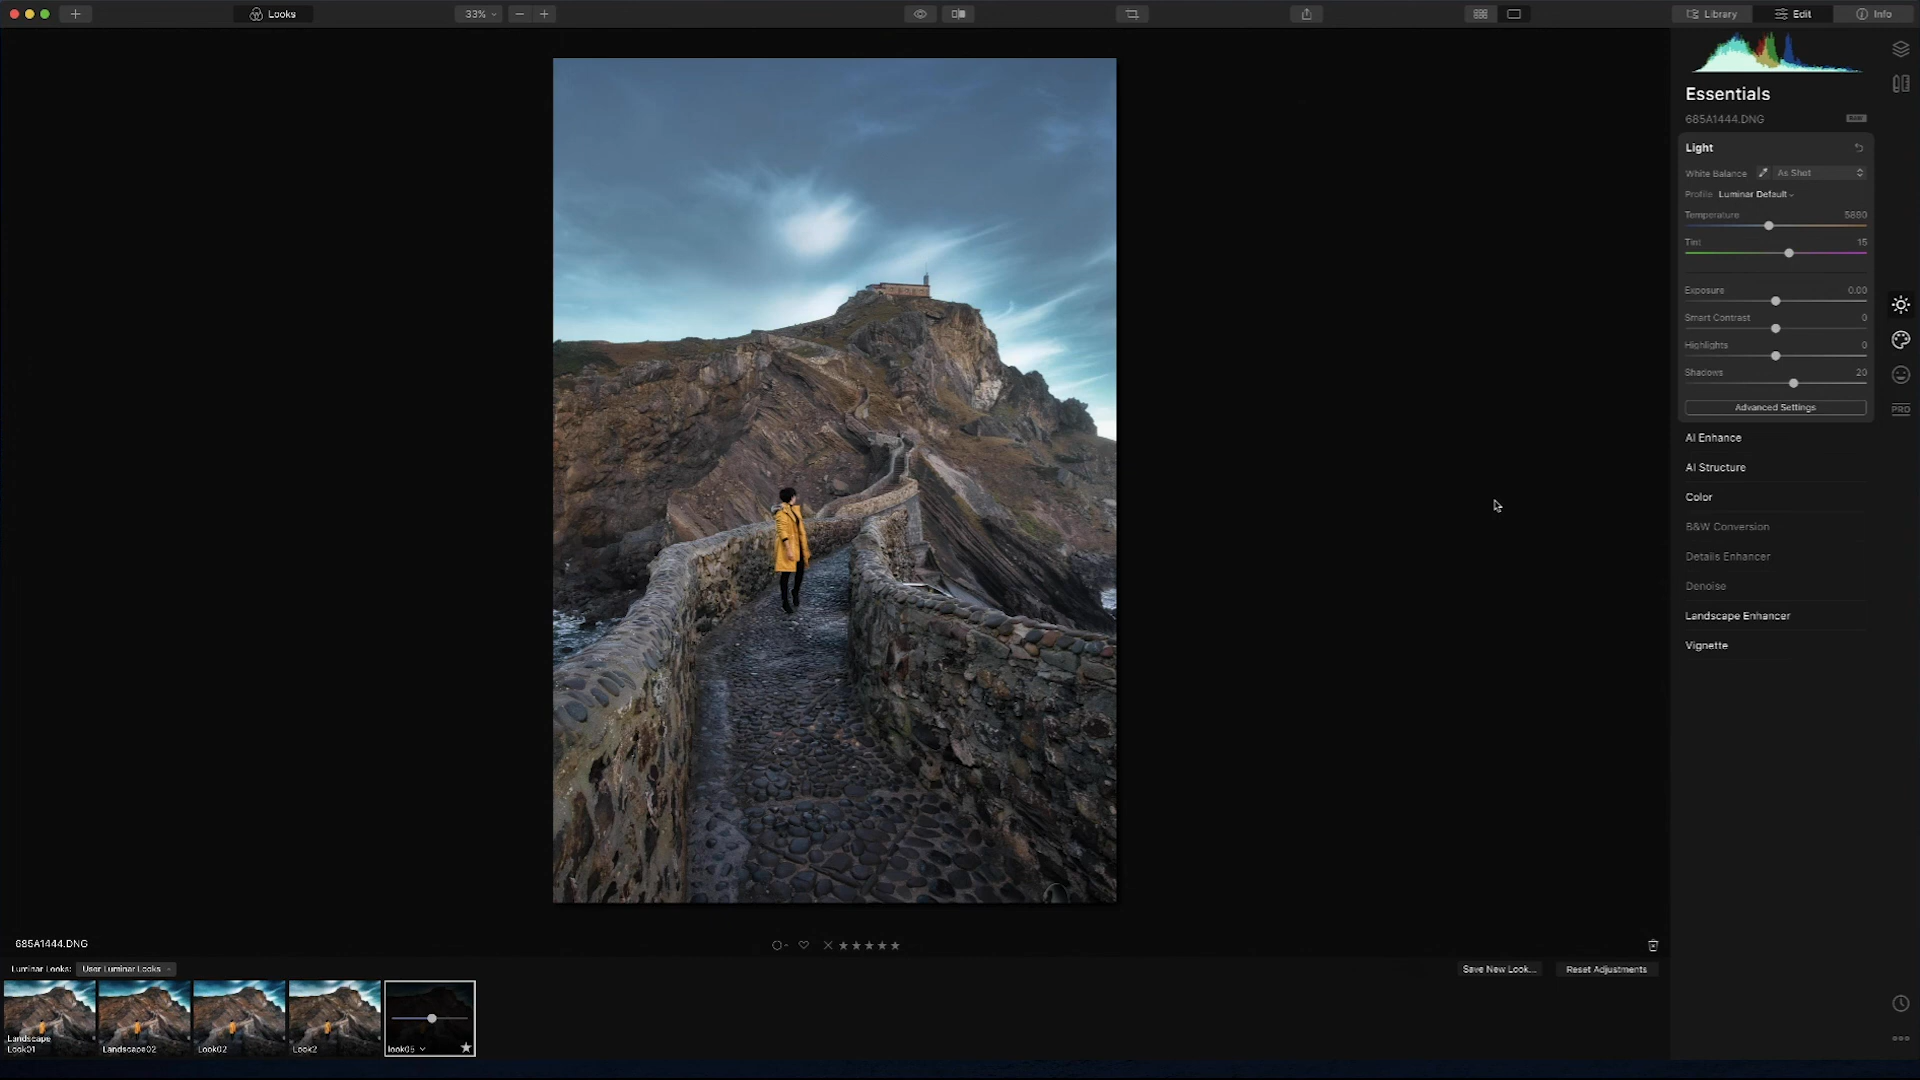 Looks
33%
Library
Edit
Info
Essentials
685A1444.DNG
RAW
Light
White Balance
As Shot
Profile Luminar Default
Temperature 5890
Tint 15
Exposure 0.00
Smart Contrast 0
Highlights 0
Shadows 20
Advanced Settings
PRO
AI Enhance
AI Structure
Color
B&W Conversion
Details Enhancer
Denoise
Landscape Enhancer
Vignette
685A1444.DNG
Luminar Looks: User Luminar Looks
Save New Look...
Reset Adjustments
Landscape
Look01
Landscape02
Look02
Look2
look05